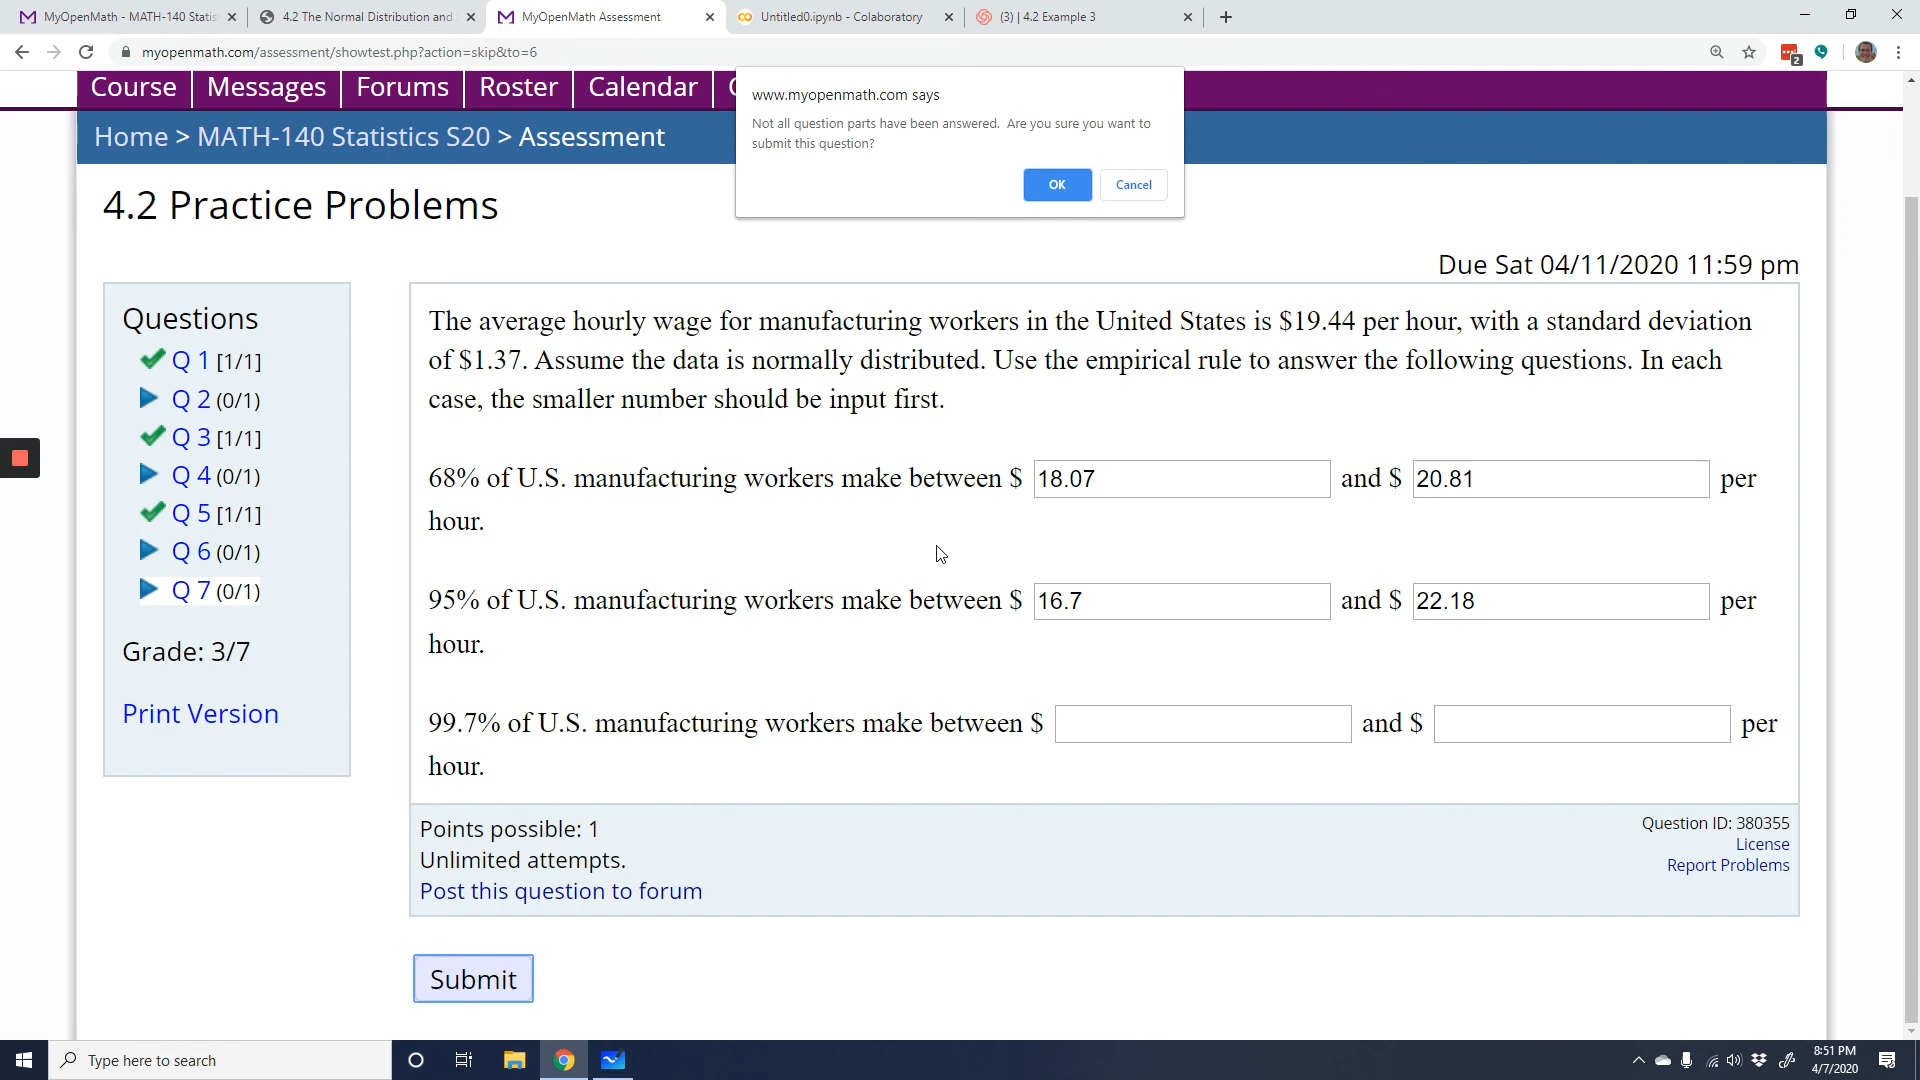 MyOpenMath - MATH-140 Statis
4.2 The Normal Distribution and
MyOpenMath Assessment
Untitled0.ipynb - Colaboratory
(3) | 4.2 Example 3
myopenmath.com/assessment/showtest.php?action=skip&to=6
2
Course
Messages
Forums
Roster
Calendar
www.myopenmath.com says
Not all question parts have been answered. Are you sure you want to
submit this question?
OK
Cancel
Home > MATH-140 Statistics S20 > Assessment
4.2 Practice Problems
Due Sat 04/11/2020 11:59 pm
Questions
Q 1 [1/1]
Q 2 (0/1)
Q 3 [1/1]
Q 4 (0/1)
Q 5 [1/1]
Q 6 (0/1)
Q 7 (0/1)
Grade: 3/7
Print Version
The average hourly wage for manufacturing workers in the United States is $19.44 per hour, with a standard deviation
of $1.37. Assume the data is normally distributed. Use the empirical rule to answer the following questions. In each
case, the smaller number should be input first.
68% of U.S. manufacturing workers make between $ 18.07 and $ 20.81 per
hour.
95% of U.S. manufacturing workers make between $ 16.7 and $ 22.18 per
hour.
99.7% of U.S. manufacturing workers make between $ and $ per
hour.
Points possible: 1
Unlimited attempts.
Post this question to forum
Question ID: 380355
License
Report Problems
Submit
Type here to search
8:51 PM
4/7/2020